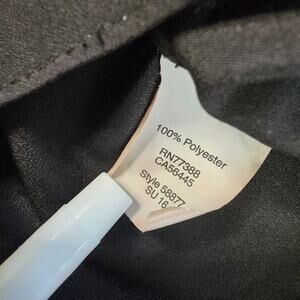 100% Polyester
RN77388
CA56445
Style 58877
SU 16